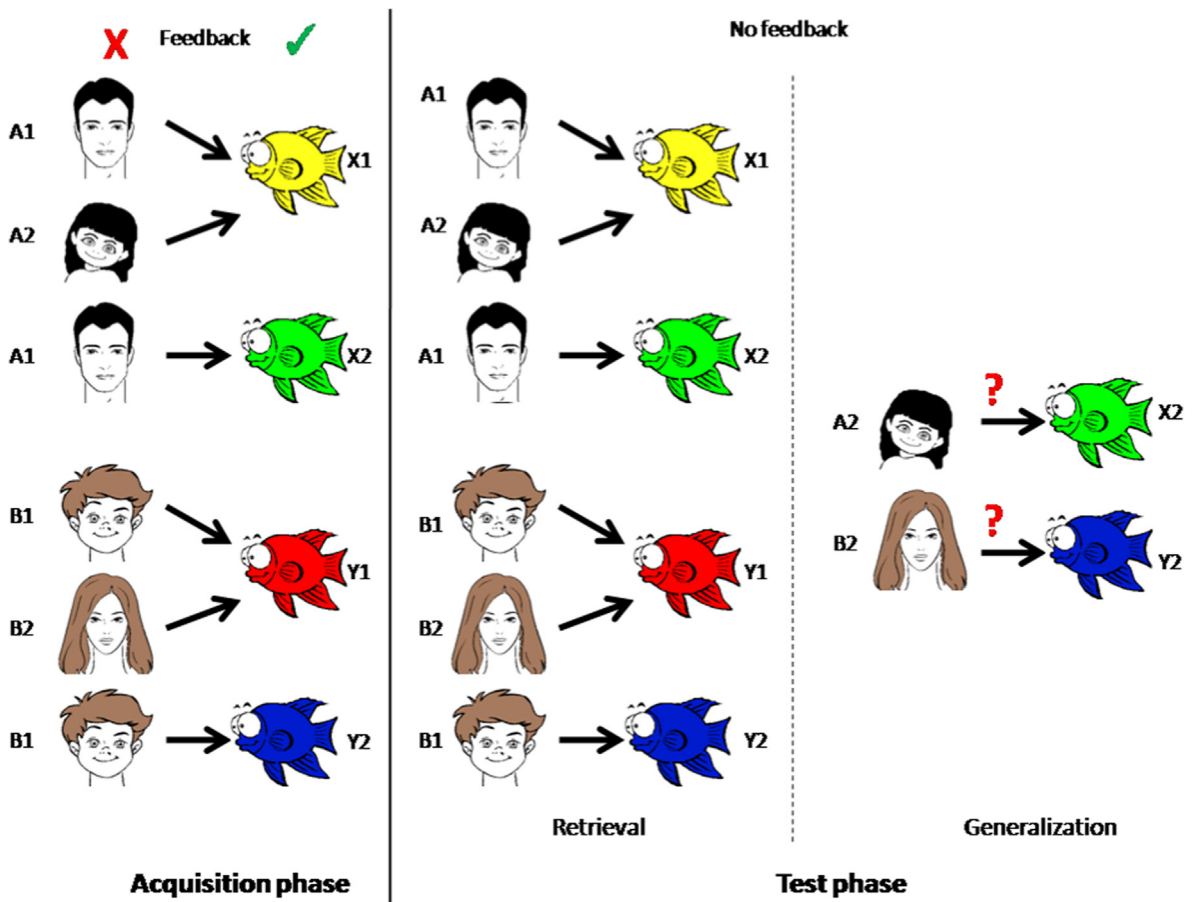 X Feedback ✓
No feedback
A1
X1
A2
A1
X2
B1
Y1
B2
B1
Y2
A1
X1
A2
A1
X2
B1
Y1
B2
B1
Y2
?
A2
X2
?
B2
Y2
Retrieval
Generalization
Acquisition phase
Test phase